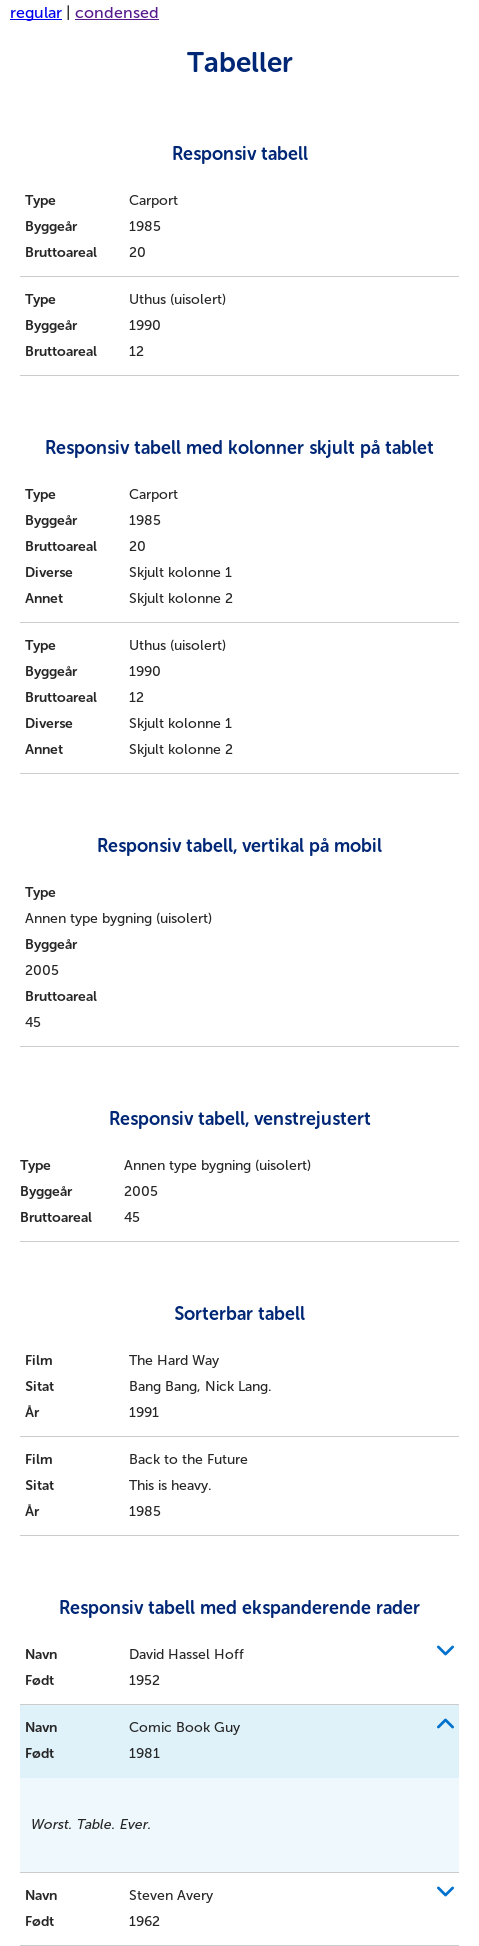 regular | condensed
Tabeller
Responsiv tabell
Type Carport
Byggeår 1985
Bruttoareal 20
Type Uthus (uisolert)
Byggeår 1990
Bruttoareal 12
Responsiv tabell med kolonner skjult på tablet
Type Carport
Byggeår 1985
Bruttoareal 20
Diverse Skjult kolonne 1
Annet Skjult kolonne 2
Type Uthus (uisolert)
Byggeår 1990
Bruttoareal 12
Diverse Skjult kolonne 1
Annet Skjult kolonne 2
Responsiv tabell, vertikal på mobil
Type
Annen type bygning (uisolert)
Byggeår
2005
Bruttoareal
45
Responsiv tabell, venstrejustert
Type Annen type bygning (uisolert)
Byggeår 2005
Bruttoareal 45
Sorterbar tabell
Film The Hard Way
Sitat Bang Bang, Nick Lang.
År 1991
Film Back to the Future
Sitat This is heavy.
År 1985
Responsiv tabell med ekspanderende rader
Navn David Hassel Hoff
Født 1952
Navn Comic Book Guy
Født 1981
Worst. Table. Ever.
Navn Steven Avery
Født 1962